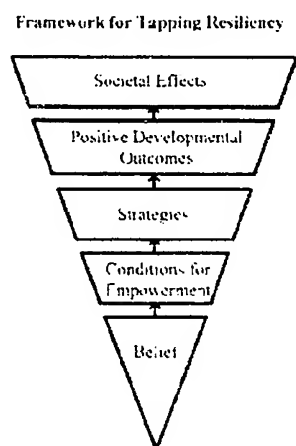 Framework for Tapping Resiliency
Societal Effects
Positive Developmental
Outcomes
Strategies
Conditions for
Empowerment
Belief